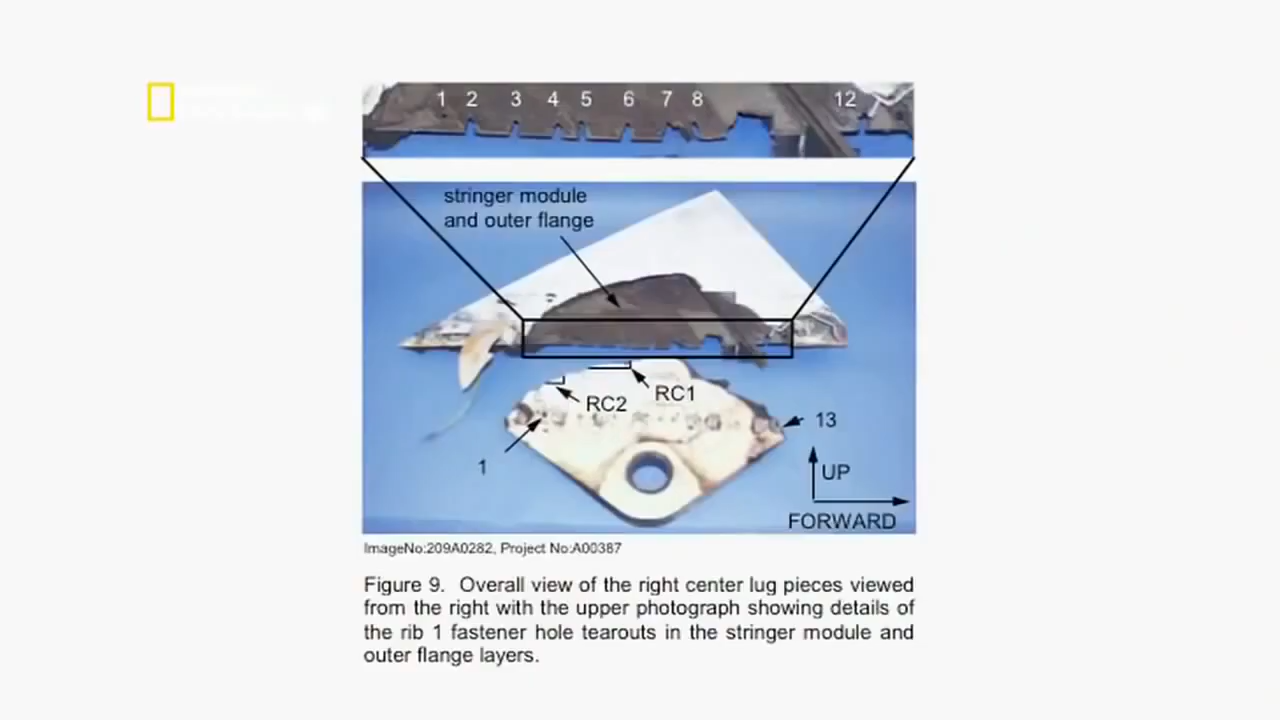 1 2 3 4 5 6 7 8 12
stringer module
and outer flange
RC1
RC2
13
1
UP
FORWARD
ImageNo:209A0282, Project No:A00387
Figure 9. Overall view of the right center lug pieces viewed
from the right with the upper photograph showing details of
the rib 1 fastener hole tearouts in the stringer module and
outer flange layers.